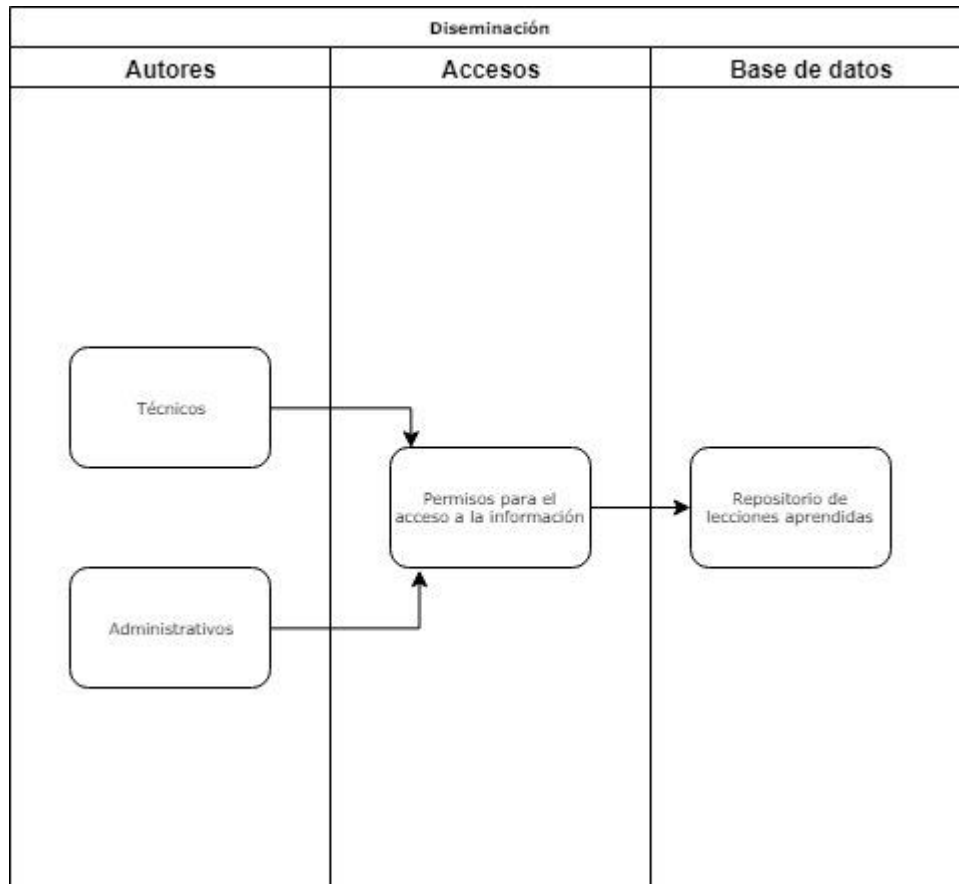 Diseminación
Autores
Accesos
Base de datos
Técnicos
Permisos para el
acceso a la información
Repositorio de
lecciones aprendidas
Administrativos